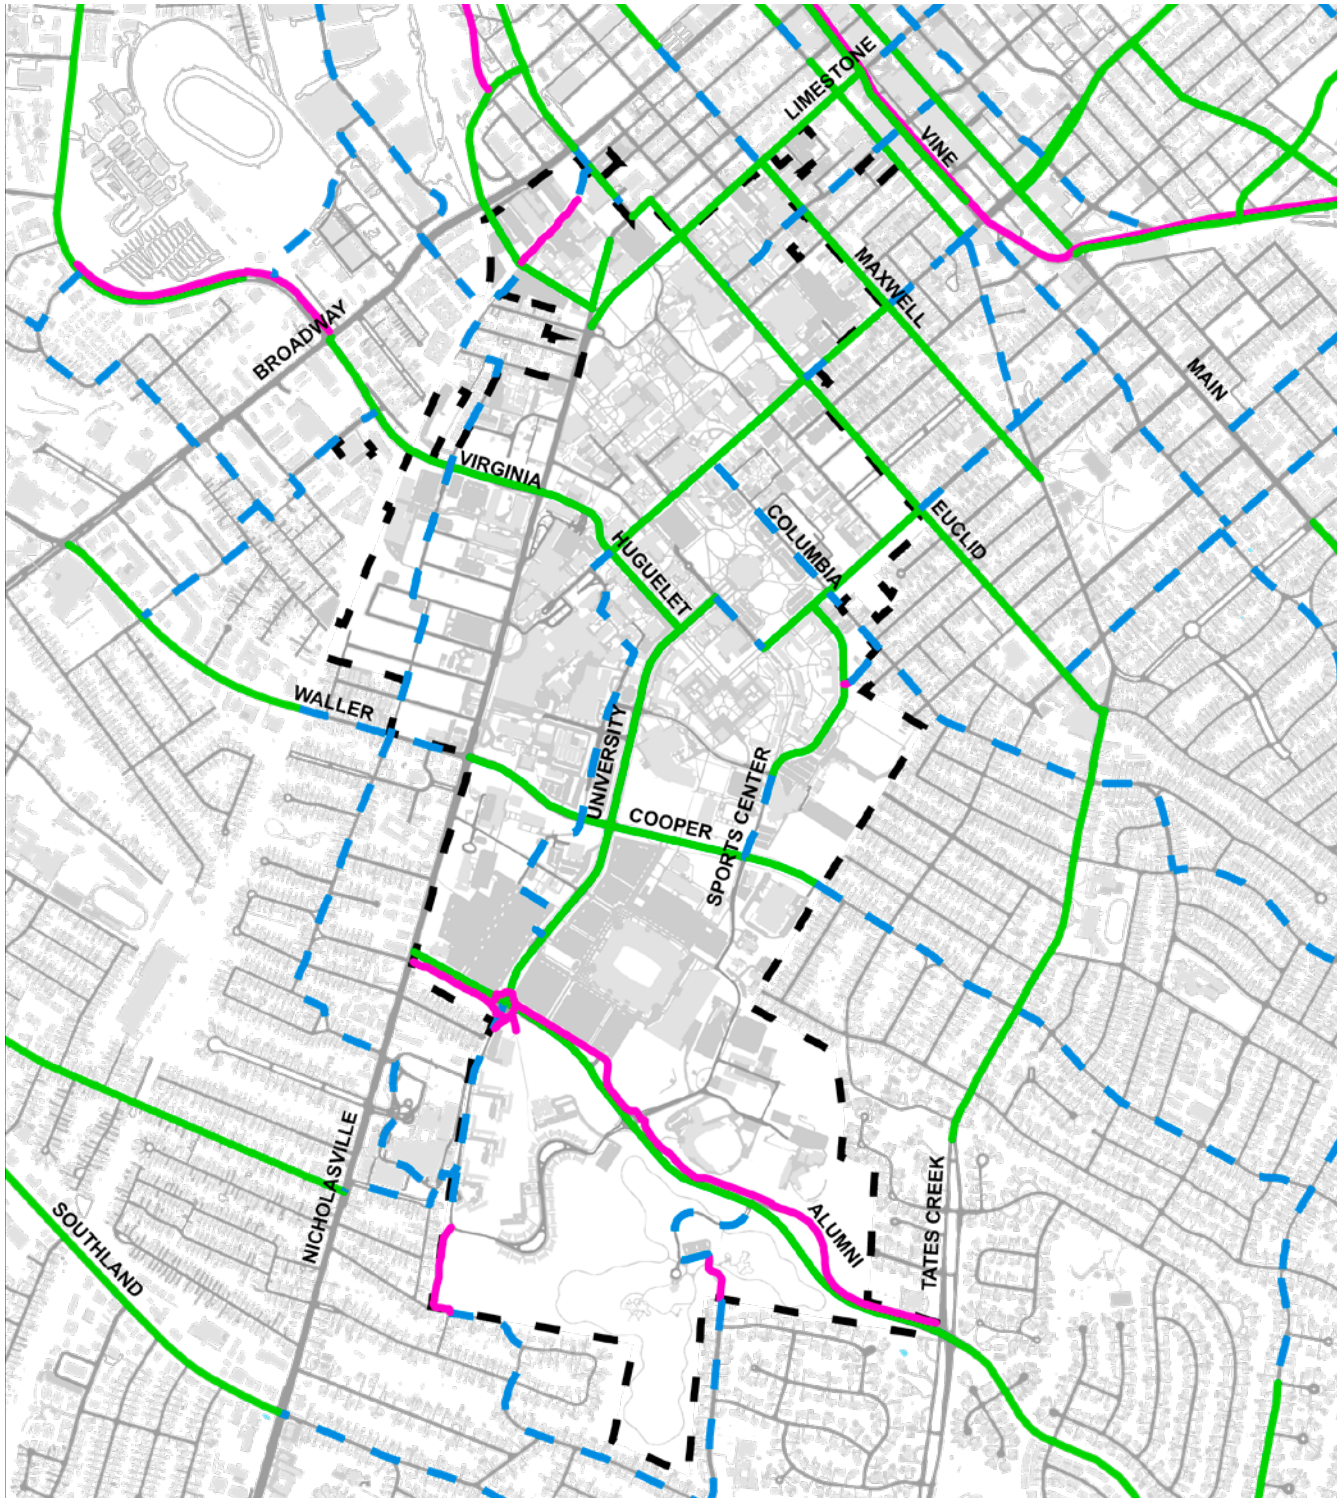 LIMESTONE
VINE
MAXWELL
BROADWAY
MAIN
VIRGINIA
COLUMBIA
EUCLID
HUGUELET
WALLER
UNIVERSITY
SPORTS CENTER
COOPER
NICHOLASVILLE
ALUMNI
TATES CREEK
SOUTHLAND